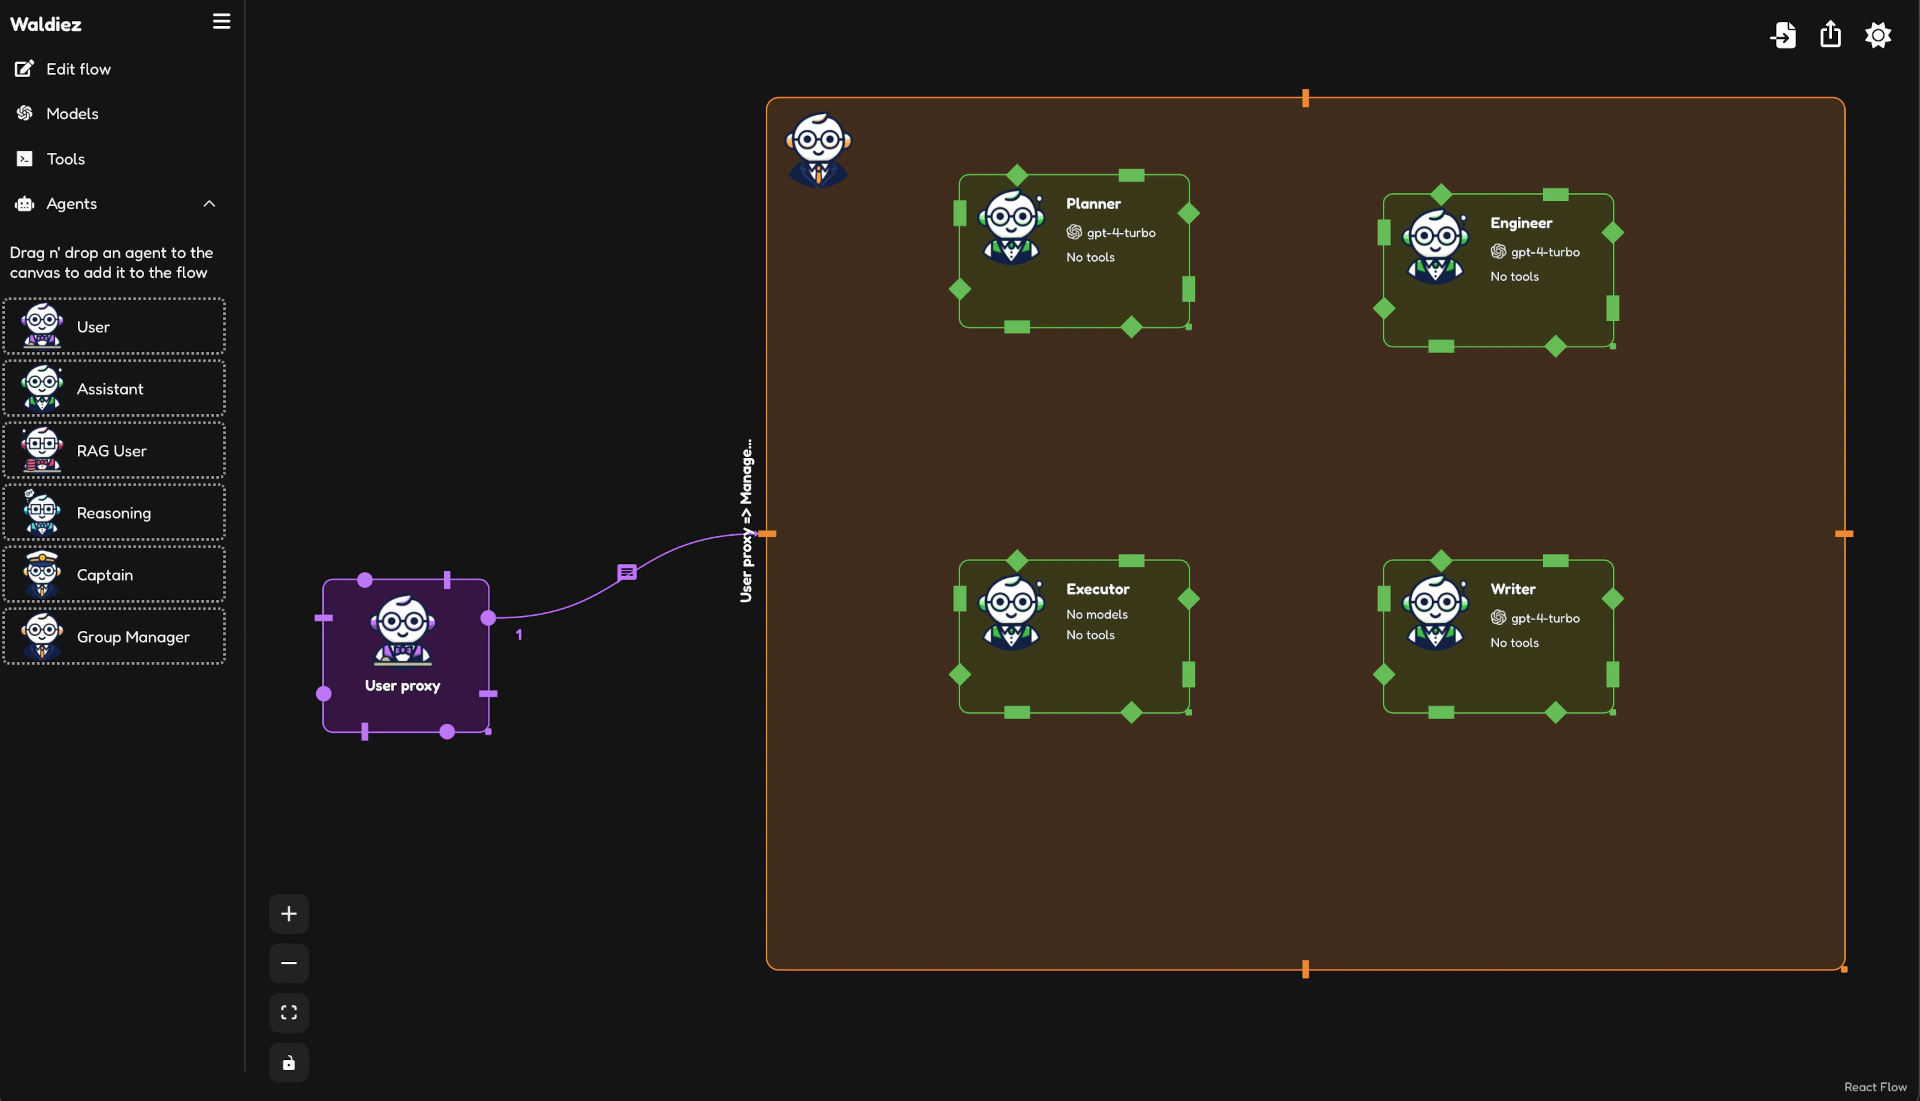 Waldiez
Edit flow
Models
Tools
Agents
Drag n' drop an agent to the
canvas to add it to the flow
User
Assistant
RAG User
Reasoning
Captain
Group Manager
User proxy
1
User proxy => Manage...
Planner
gpt-4-turbo
No tools
Engineer
gpt-4-turbo
No tools
Executor
No models
No tools
Writer
gpt-4-turbo
No tools
React Flow